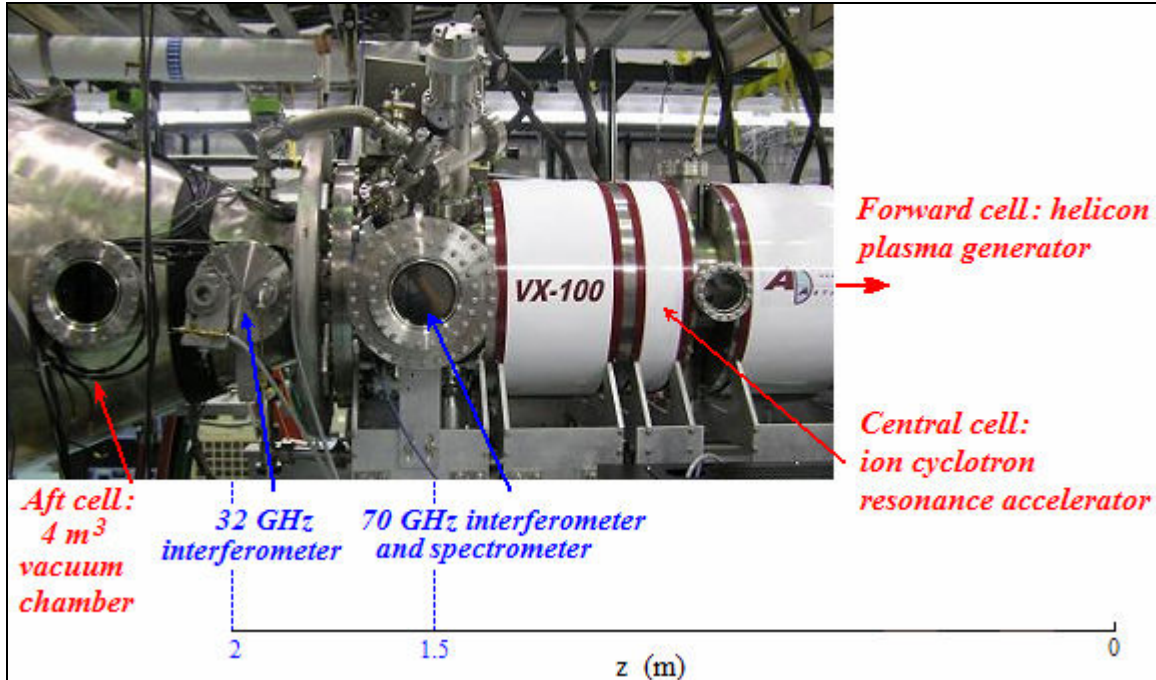 Forward cell: helicon
plasma generator
VX-100
Central cell:
ion cyclotron
resonance accelerator
Aft cell:
4 m³
vacuum
chamber
32 GHz
interferometer
70 GHz interferometer
and spectrometer
2
1.5
0
z (m)